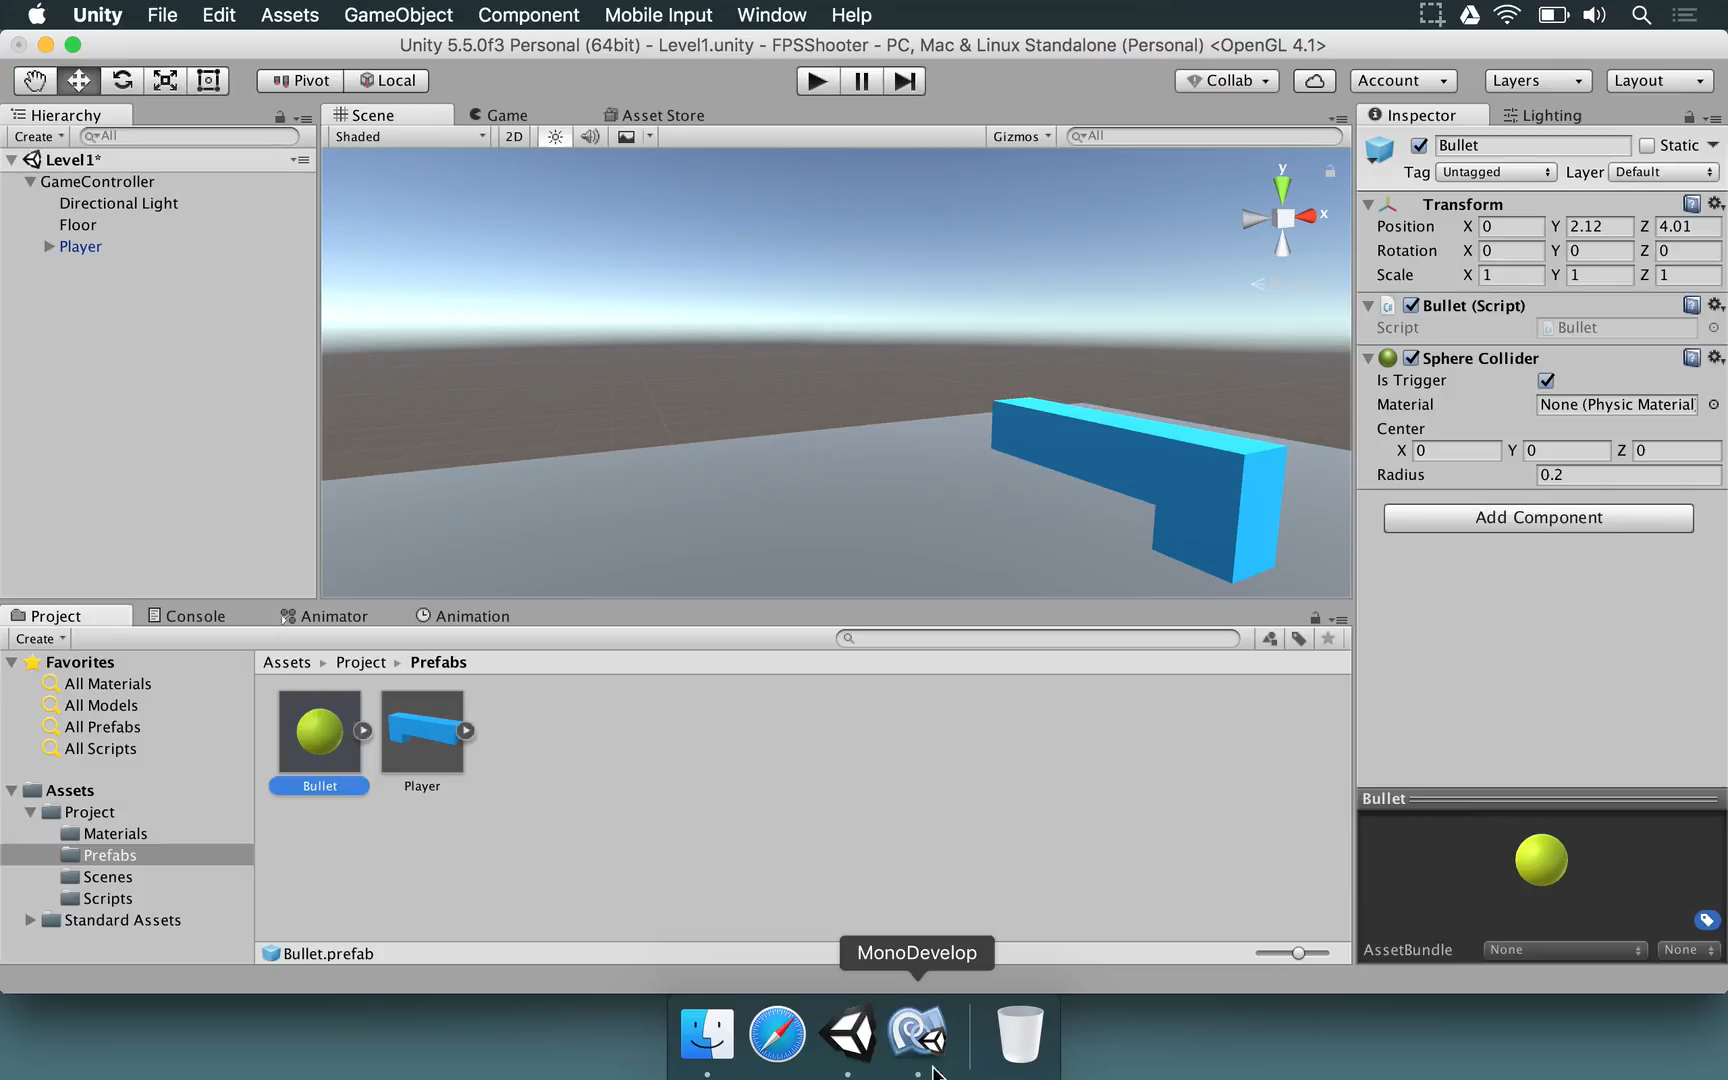 Unity File Edit Assets GameObject Component Mobile Input Window Help
Unity 5.5.0f3 Personal (64bit) - Level1.unity - FPSShooter - PC, Mac & Linux Standalone (Personal) <OpenGL 4.1>
Pivot Local Collab Account Layers Layout
Hierarchy Scene Game Asset Store Inspector Lighting
Create All Shaded 2D Gizmos All Bullet Static
Level1*
Tag Untagged Layer Default
GameController
Directional Light
Floor
Player
y
x
Transform
Position X 0 Y 2.12 Z 4.01
Rotation X 0 Y 0 Z 0
Scale X 1 Y 1 Z 1
Bullet (Script)
Script Bullet
Sphere Collider
Is Trigger
Material None (Physic Material
Center
X 0 Y 0 Z 0
Radius 0.2
Add Component
Project Console Animator Animation
Create
Favorites
All Materials
All Models
All Prefabs
All Scripts
Assets
Project
Materials
Prefabs
Scenes
Scripts
Standard Assets
Assets Project Prefabs
Bullet Player
Bullet.prefab
MonoDevelop
Bullet
AssetBundle None None